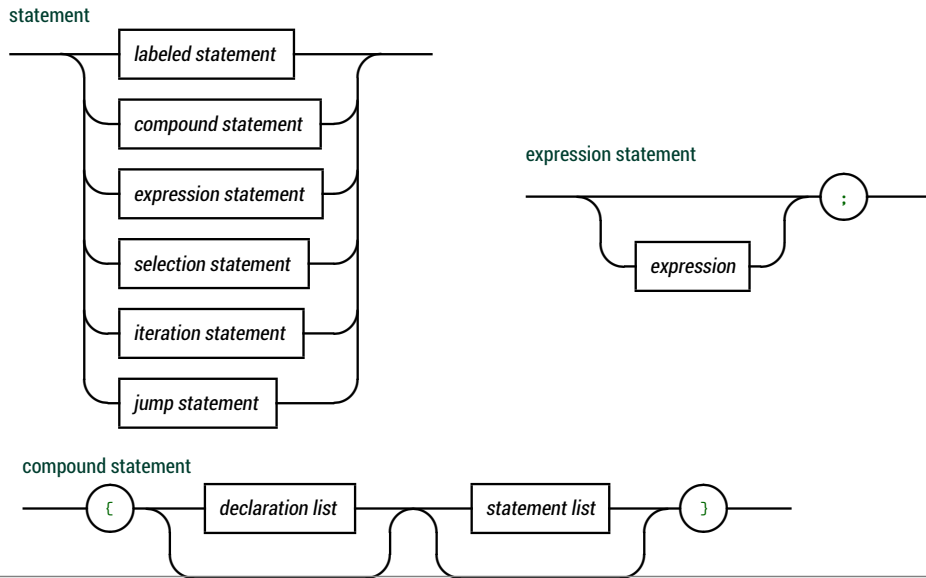 statement
labeled statement
compound statement
expression statement
selection statement
iteration statement
jump statement
expression statement
;
expression
compound statement
{
declaration list
statement list
}